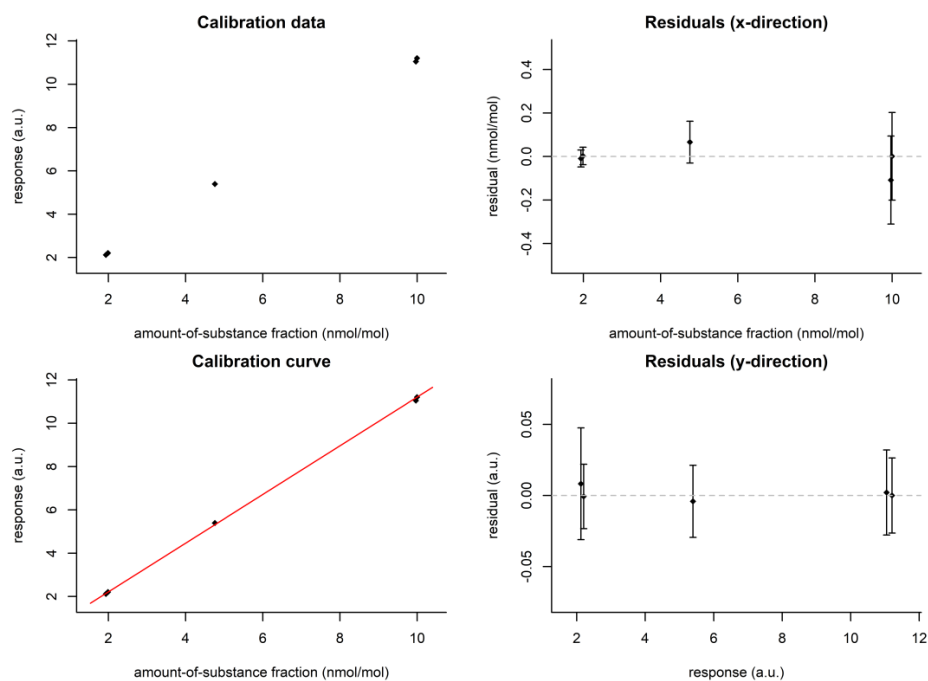 Calibration data
response (a.u.)
12
10
8
6
4
2
2 4 6 8 10
amount-of-substance fraction (nmol/mol)
Residuals (x-direction)
residual (nmol/mol)
0.4
0.2
0.0
-0.2
-0.4
2 4 6 8 10
amount-of-substance fraction (nmol/mol)
Calibration curve
response (a.u.)
12
10
8
6
4
2
2 4 6 8 10
amount-of-substance fraction (nmol/mol)
Residuals (y-direction)
residual (a.u.)
0.05
0.00
-0.05
2 4 6 8 10 12
response (a.u.)